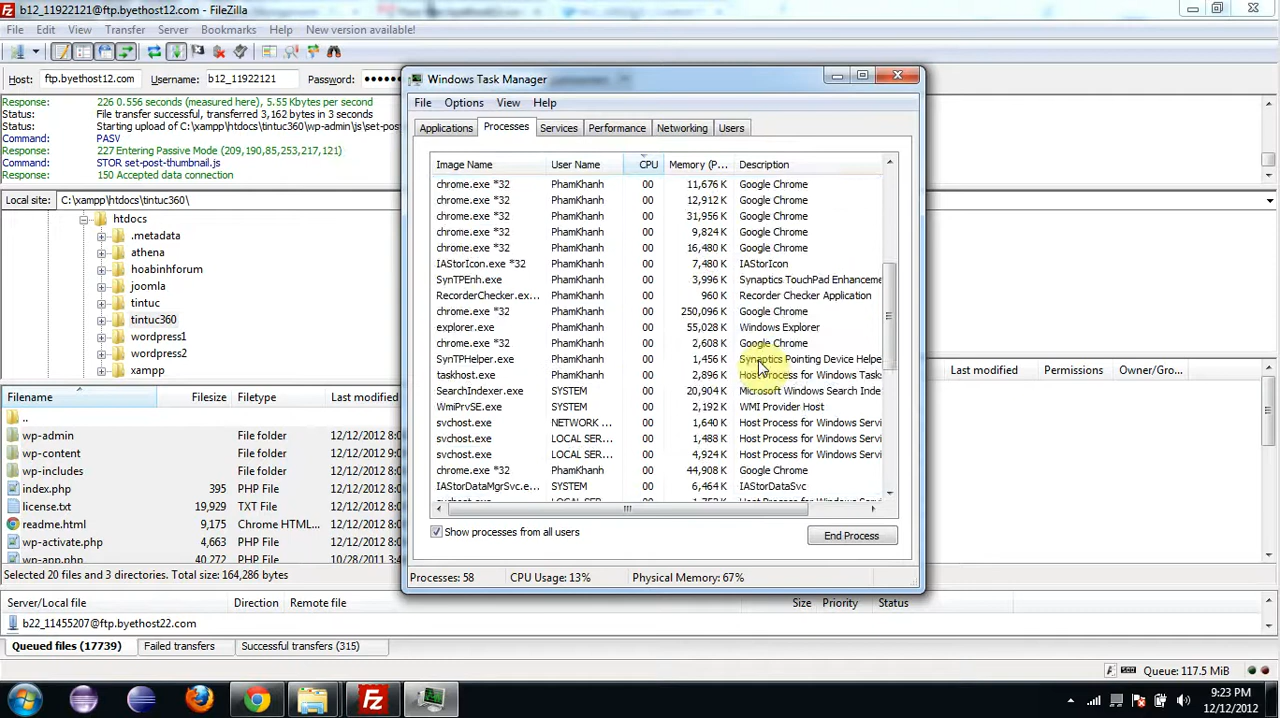 b12_11922121@ftp.byethost12.com - FileZilla
File Edit View Transfer Server Bookmarks Help New version available!
Host: ftp.byethost12.com Username: b12_11922121 Password: ••••••
Response: 226 0.556 seconds (measured here), 5.55 Kbytes per second
Status: File transfer successful, transferred 3,162 bytes in 3 seconds
Status: Starting upload of C:\xampp\htdocs\tintuc360\wp-admin\js\set-pos
Command: PASV
Response: 227 Entering Passive Mode (209,190,85,253,217,121)
Command: STOR set-post-thumbnail.js
Response: 150 Accepted data connection
Local site: C:\xampp\htdocs\tintuc360\
htdocs
.metadata
athena
hoabinhforum
joomla
tintuc
tintuc360
wordpress1
wordpress2
xampp
Filename Filesize Filetype Last modified
..
wp-admin File folder 12/12/2012 8
wp-content File folder 12/12/2012 9
wp-includes File folder 12/12/2012 8
index.php 395 PHP File 12/12/2012 8
license.txt 19,929 TXT File 12/12/2012 8
readme.html 9,175 Chrome HTML... 12/12/2012 8
wp-activate.php 4,662 PHP File 12/12/2012 8
wp-app.php 40,272 PHP File 10/28/2011 3
Selected 20 files and 3 directories. Total size: 164,286 bytes
Last modified Permissions Owner/Gro...
Server/Local file Direction Remote file Size Priority Status
b22_11455207@ftp.byethost22.com
Queued files (17739) Failed transfers Successful transfers (315)
Queue: 117.5 MiB
Windows Task Manager
File Options View Help
Applications Processes Services Performance Networking Users
Image Name User Name CPU Memory (P... Description
chrome.exe *32 PhamKhanh 00 11,676 K Google Chrome
chrome.exe *32 PhamKhanh 00 12,912 K Google Chrome
chrome.exe *32 PhamKhanh 00 31,956 K Google Chrome
chrome.exe *32 PhamKhanh 00 9,824 K Google Chrome
chrome.exe *32 PhamKhanh 00 16,480 K Google Chrome
IAStorIcon.exe *32 PhamKhanh 00 7,480 K IAStorIcon
SynTPEnh.exe PhamKhanh 00 3,996 K Synaptics TouchPad Enhanceme
RecorderChecker.ex... PhamKhanh 00 960 K Recorder Checker Application
chrome.exe *32 PhamKhanh 00 250,096 K Google Chrome
explorer.exe PhamKhanh 00 55,028 K Windows Explorer
chrome.exe *32 PhamKhanh 00 2,608 K Google Chrome
SynTPHelper.exe PhamKhanh 00 1,456 K Synaptics Pointing Device Helpe
taskhost.exe PhamKhanh 00 2,896 K Host Process for Windows Task
SearchIndexer.exe SYSTEM 00 20,904 K Microsoft Windows Search Inde
WmiPrvSE.exe SYSTEM 00 2,192 K WMI Provider Host
svchost.exe NETWORK ... 00 1,640 K Host Process for Windows Servi
svchost.exe LOCAL SER... 00 1,488 K Host Process for Windows Servi
svchost.exe LOCAL SER... 00 4,924 K Host Process for Windows Servi
chrome.exe *32 PhamKhanh 00 44,908 K Google Chrome
IAStorDataMgrSvc.e... SYSTEM 00 6,464 K IAStorDataSvc
Show processes from all users End Process
Processes: 58 CPU Usage: 13% Physical Memory: 67%
9:23 PM
12/12/2012